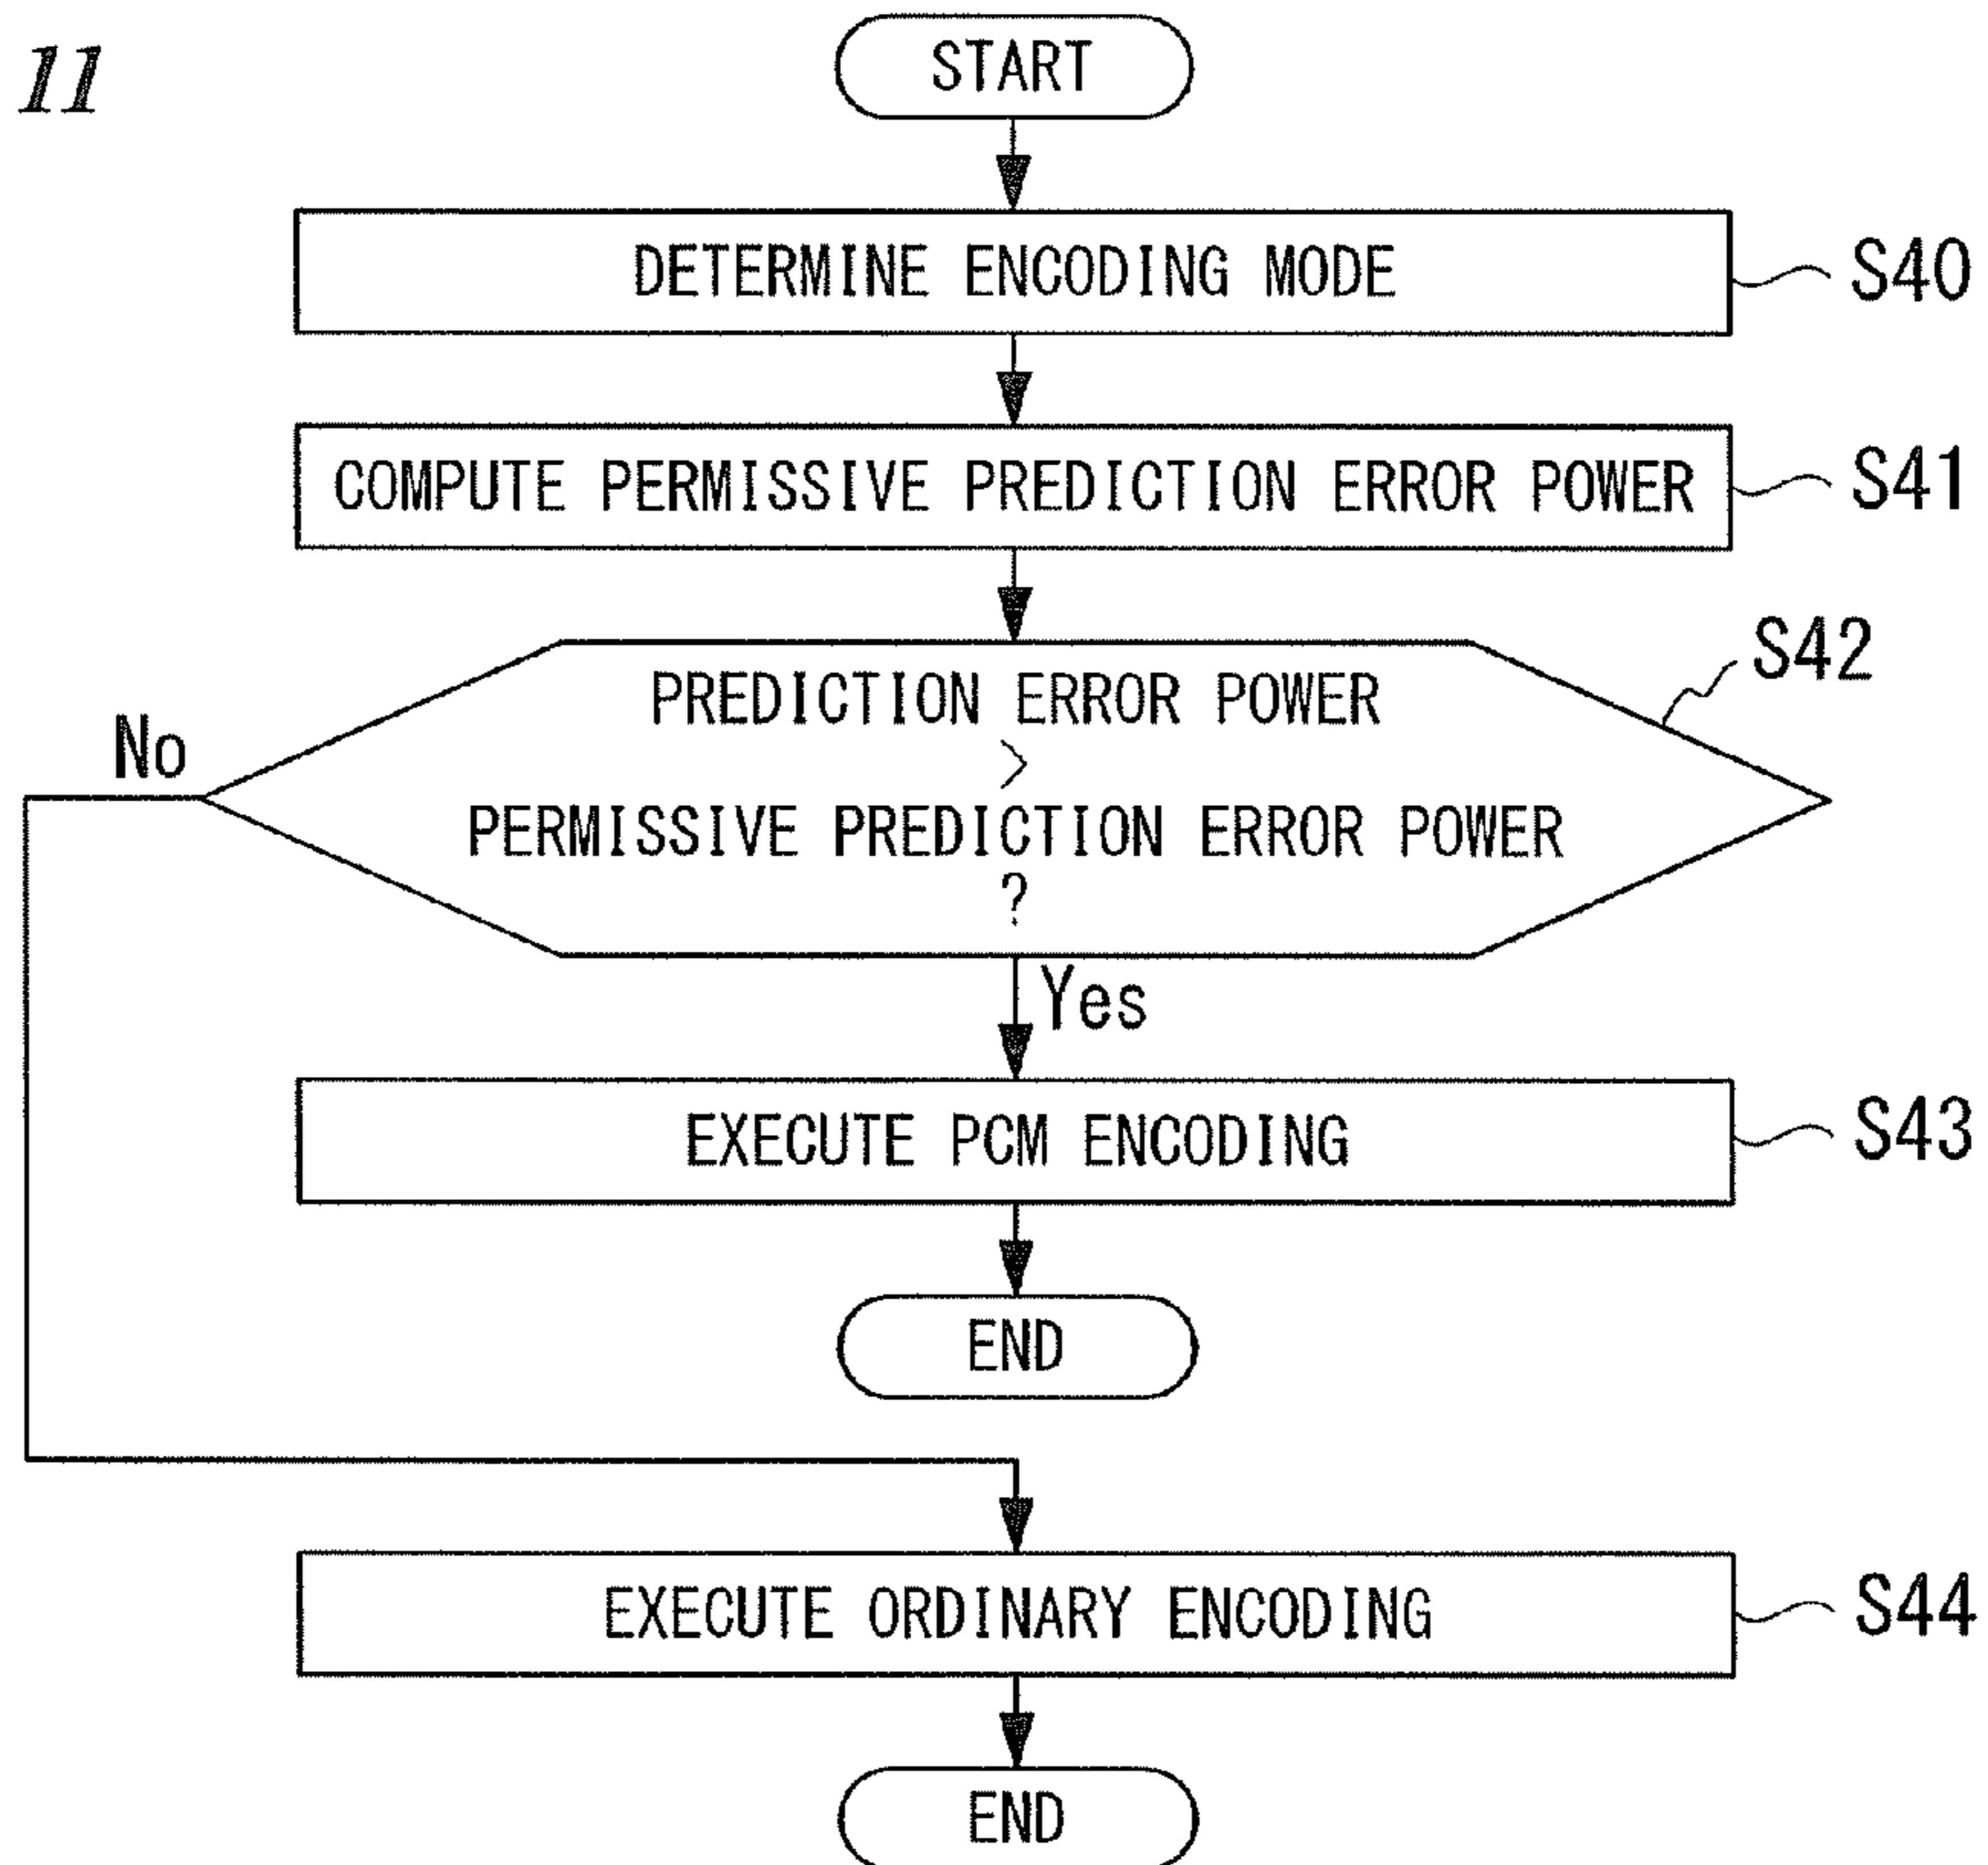 11
START
DETERMINE ENCODING MODE
S40
COMPUTE PERMISSIVE PREDICTION ERROR POWER
S41
PREDICTION ERROR POWER
>
PERMISSIVE PREDICTION ERROR POWER
?
S42
No
Yes
EXECUTE PCM ENCODING
S43
END
EXECUTE ORDINARY ENCODING
S44
END